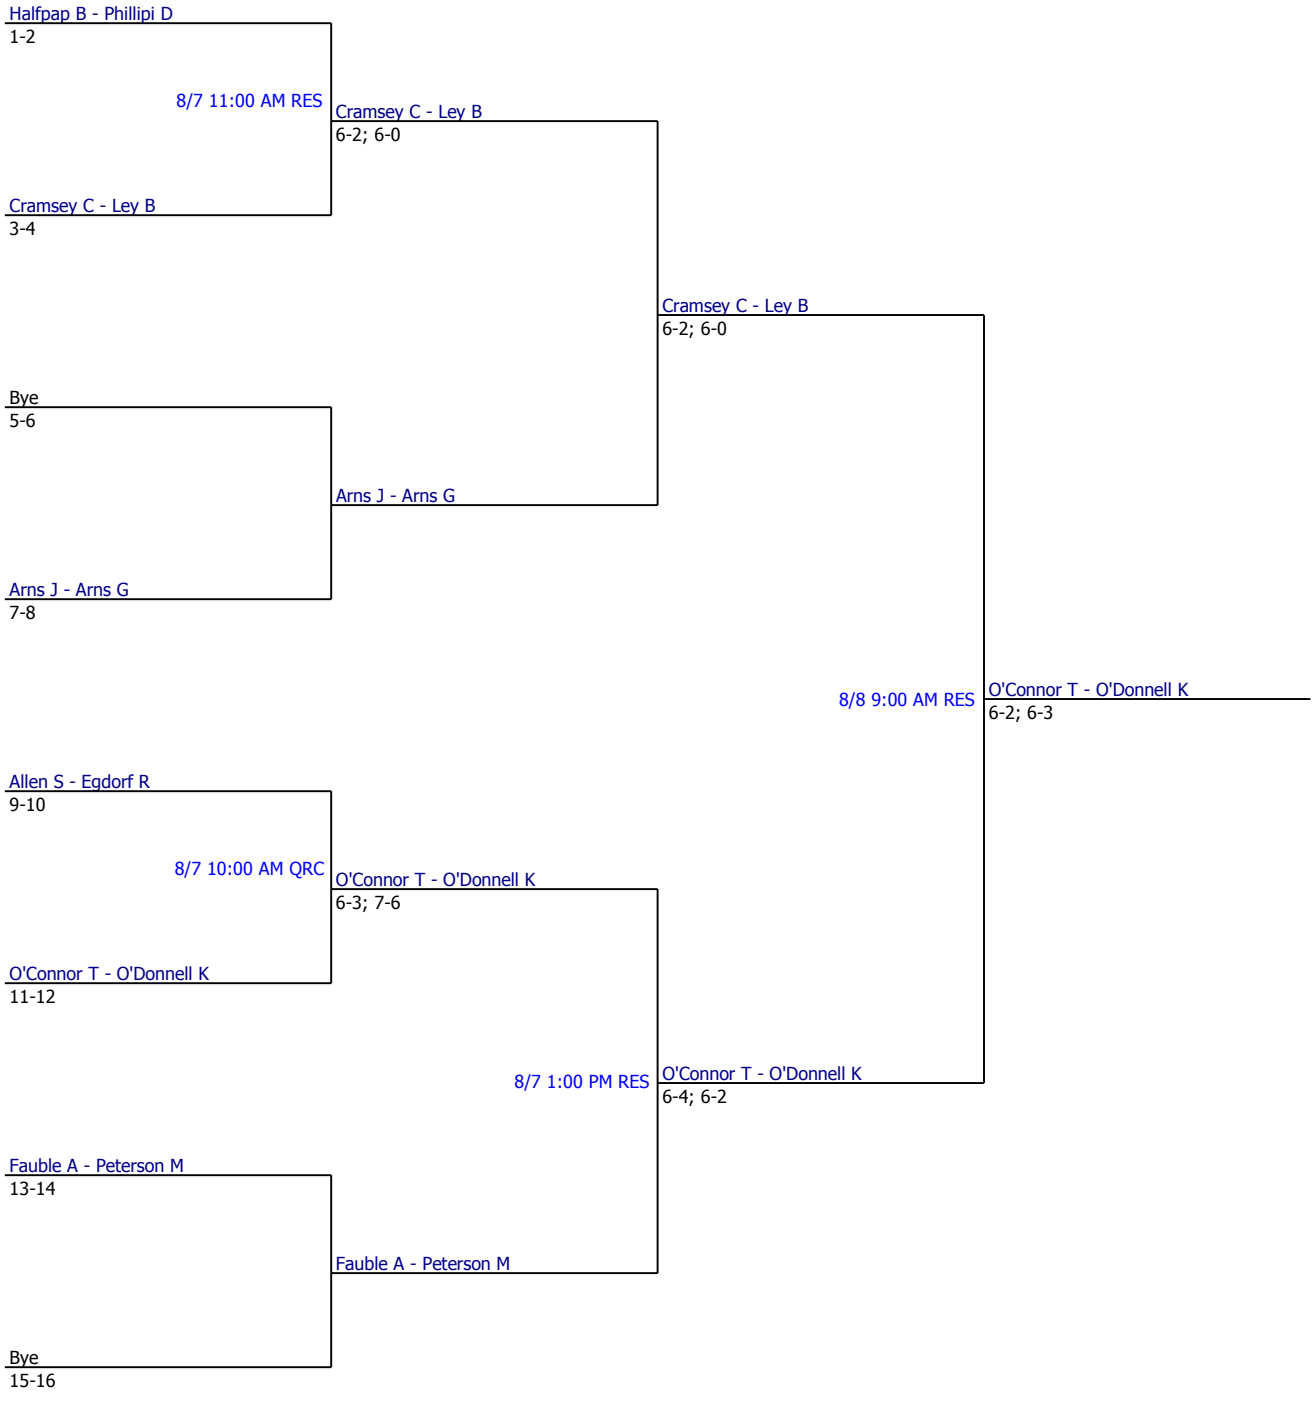 Halfpap B - Phillipi D
1-2
8/7 11:00 AM RES
Cramsey C - Ley B
6-2; 6-0
Cramsey C - Ley B
3-4
Cramsey C - Ley B
6-2; 6-0
Bye
5-6
Arns J - Arns G
Arns J - Arns G
7-8
8/8 9:00 AM RES
O'Connor T - O'Donnell K
6-2; 6-3
Allen S - Egdorf R
9-10
8/7 10:00 AM QRC
O'Connor T - O'Donnell K
6-3; 7-6
O'Connor T - O'Donnell K
11-12
8/7 1:00 PM RES
O'Connor T - O'Donnell K
6-4; 6-2
Fauble A - Peterson M
13-14
Fauble A - Peterson M
Bye
15-16